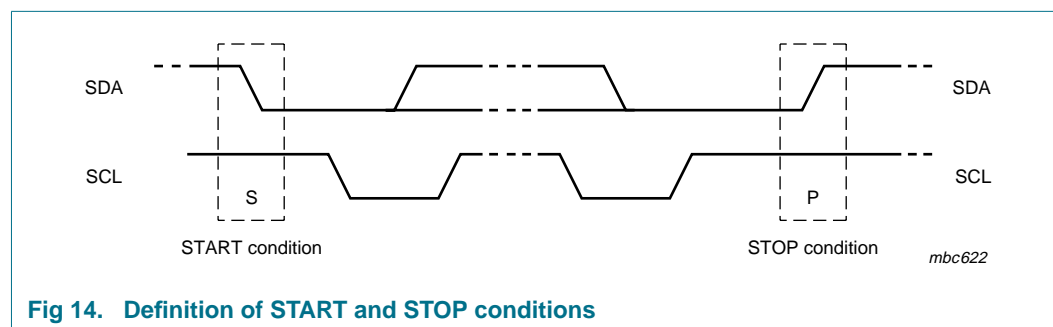 SDA
SDA
SCL
SCL
S
P
START condition
STOP condition
mbc622
Fig 14. Definition of START and STOP conditions